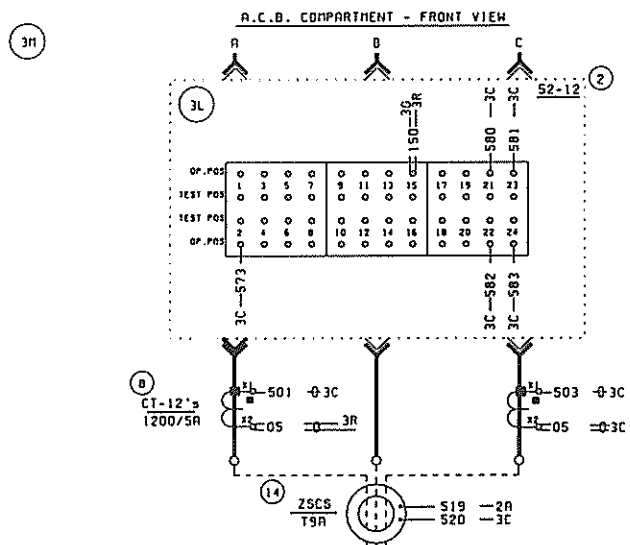 A.C.B. COMPARTMENT - FRONT VIEW
3M
A B C
2
52-12
3L
150 3G 3R
580 3C
581 3C
OP.POS 1 3 5 7 9 11 13 15 17 19 21 23
TEST POS
TEST POS
OP.POS 2 4 6 8 10 12 14 16 18 20 22 24
3C 573
3C 582
3C 583
8
CT-12's
1200/5A
X1 501 3C
X2 05 3R
X1 503 3C
X2 05 3C
14
ZSCS
T9A
519 2A
520 3C